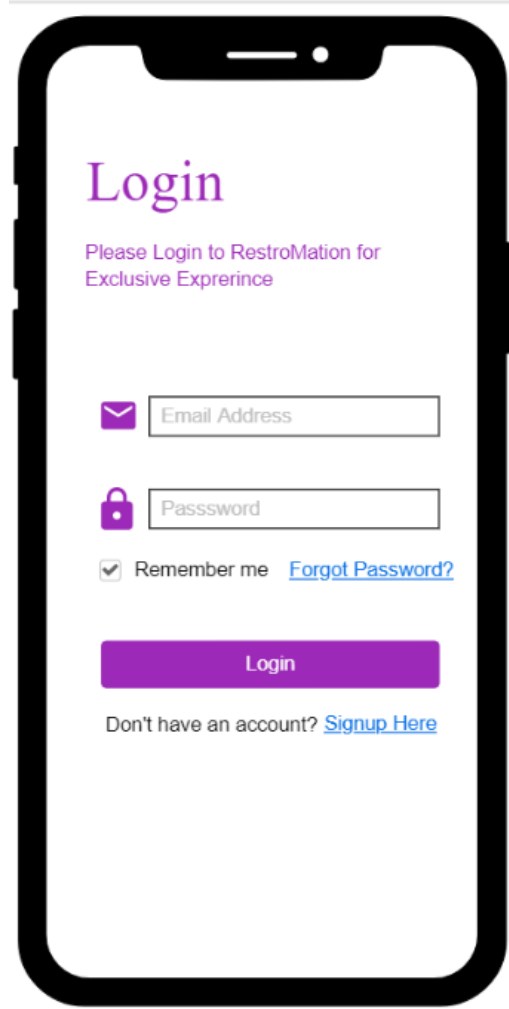 Login
Please Login to RestroMation for
Exclusive Exprerince
Email Address
Passsword
Remember me Forgot Password?
Login
Don't have an account? Signup Here